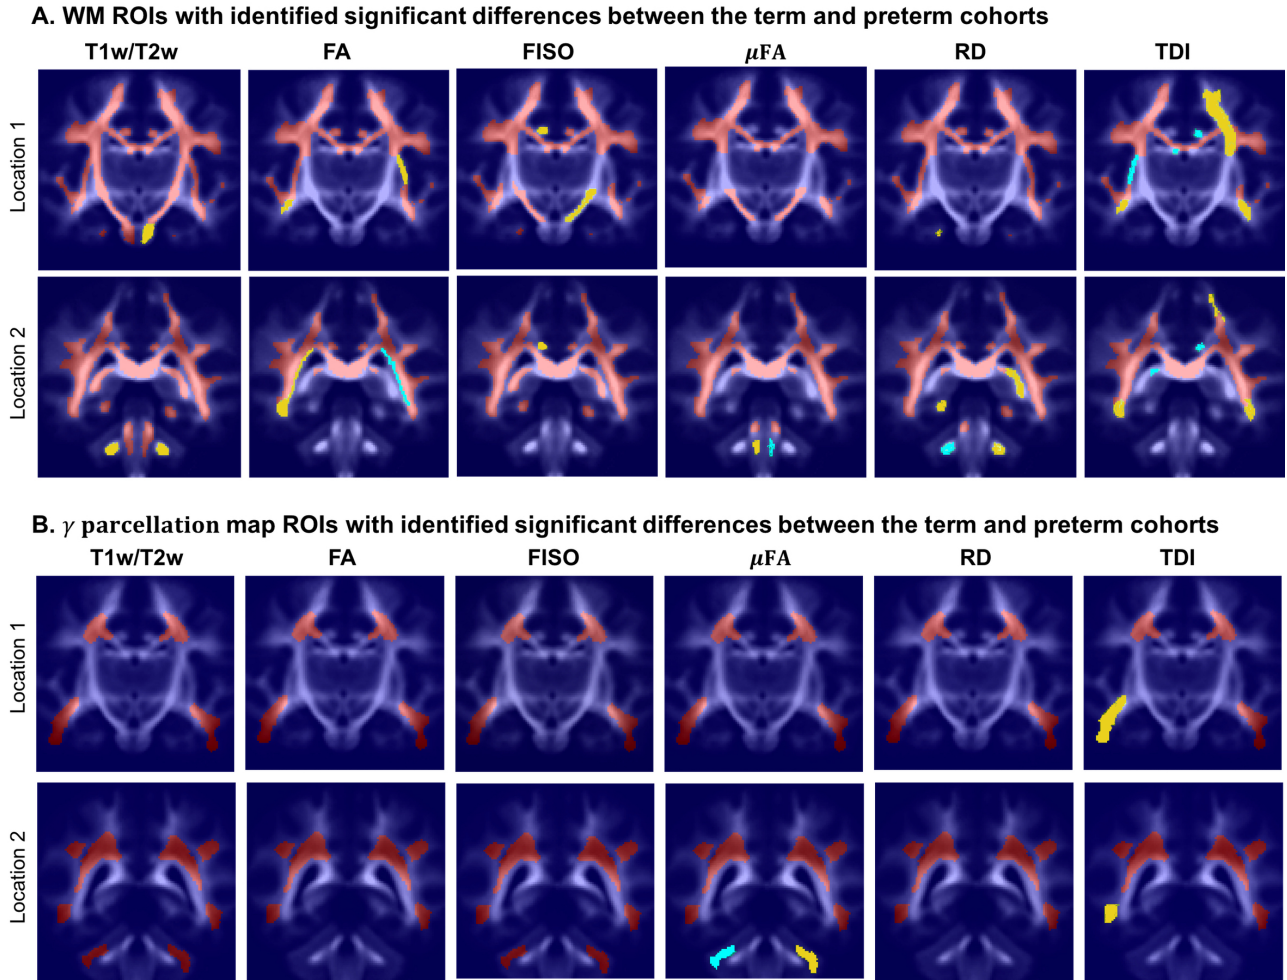 A. WM ROIs with identified significant differences between the term and preterm cohorts
T1w/T2w FA FISO μFA RD TDI
Location 1
Location 2
B. γ parcellation map ROIs with identified significant differences between the term and preterm cohorts
T1w/T2w FA FISO μFA RD TDI
Location 1
Location 2